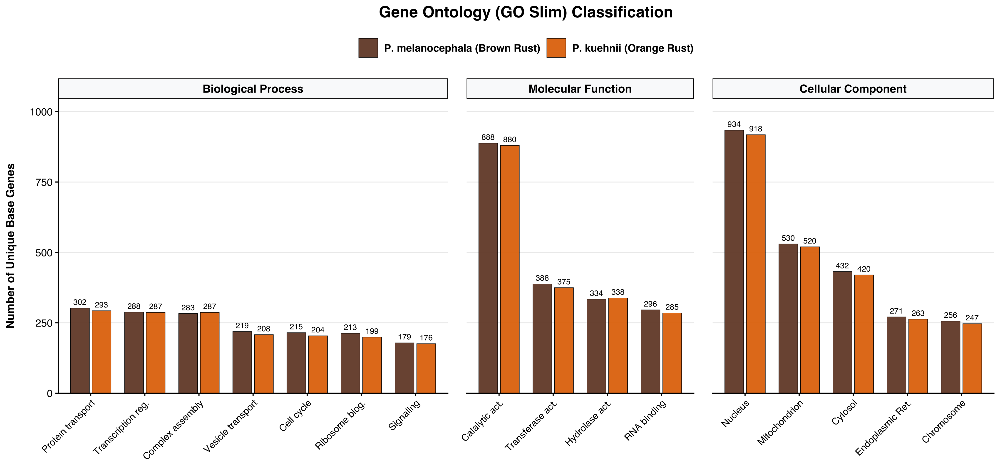 Gene Ontology (GO Slim) Classification
P. melanocephala (Brown Rust) P. kuehnii (Orange Rust)
Biological Process Molecular Function Cellular Component
Number of Unique Base Genes
1000
750
500
250
0
302 293 288 287 283 287 219 208 215 204 213 199 179 176
888 880 388 375 334 338 296 285
934 918 530 520 432 420 271 263 256 247
Protein transport
Transcription reg.
Complex assembly
Vesicle transport
Cell cycle
Ribosome biog.
Signaling
Catalytic act.
Transferase act.
Hydrolase act.
RNA binding
Nucleus
Mitochondrion
Cytosol
Endoplasmic Ret.
Chromosome